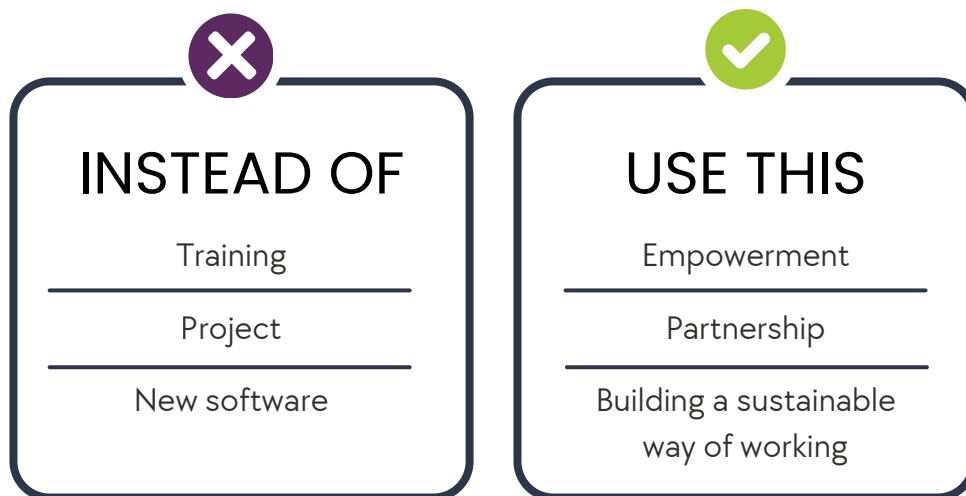 INSTEAD OF
Training
Project
New software
USE THIS
Empowerment
Partnership
Building a sustainable
way of working